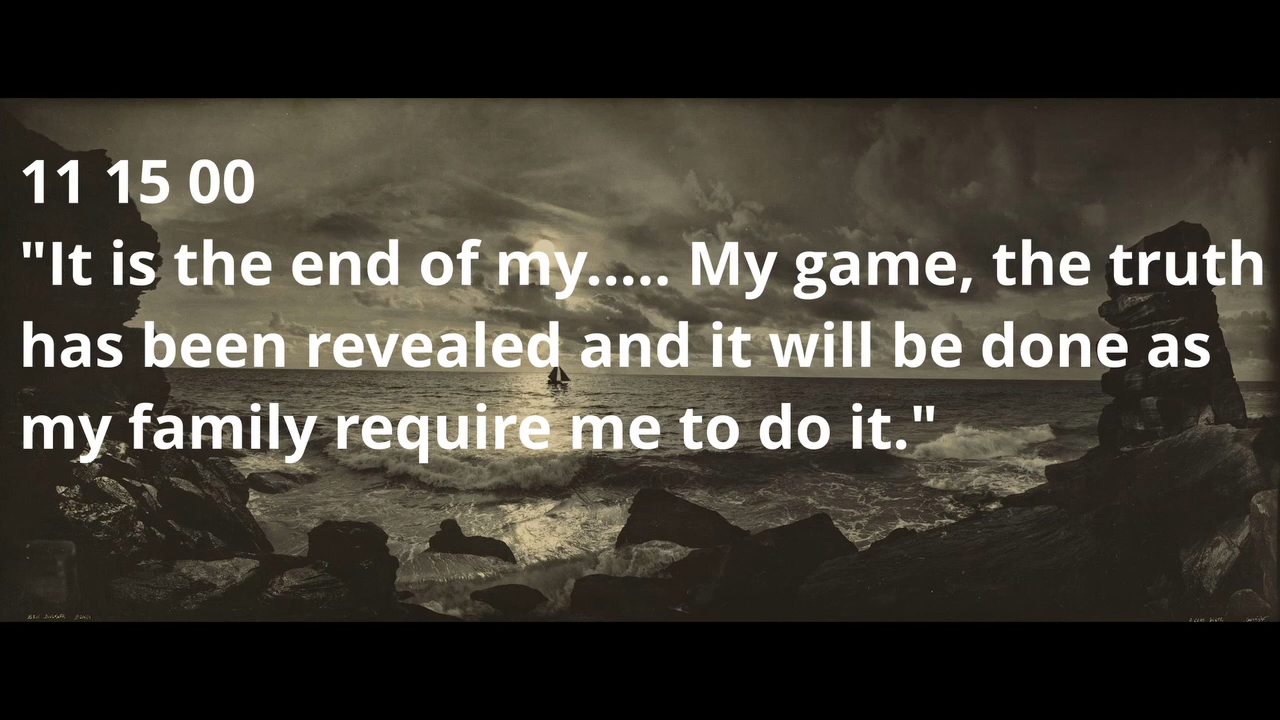 11 15 00
"It is the end of my..... My game, the truth
has been revealed and it will be done as
my family require me to do it."